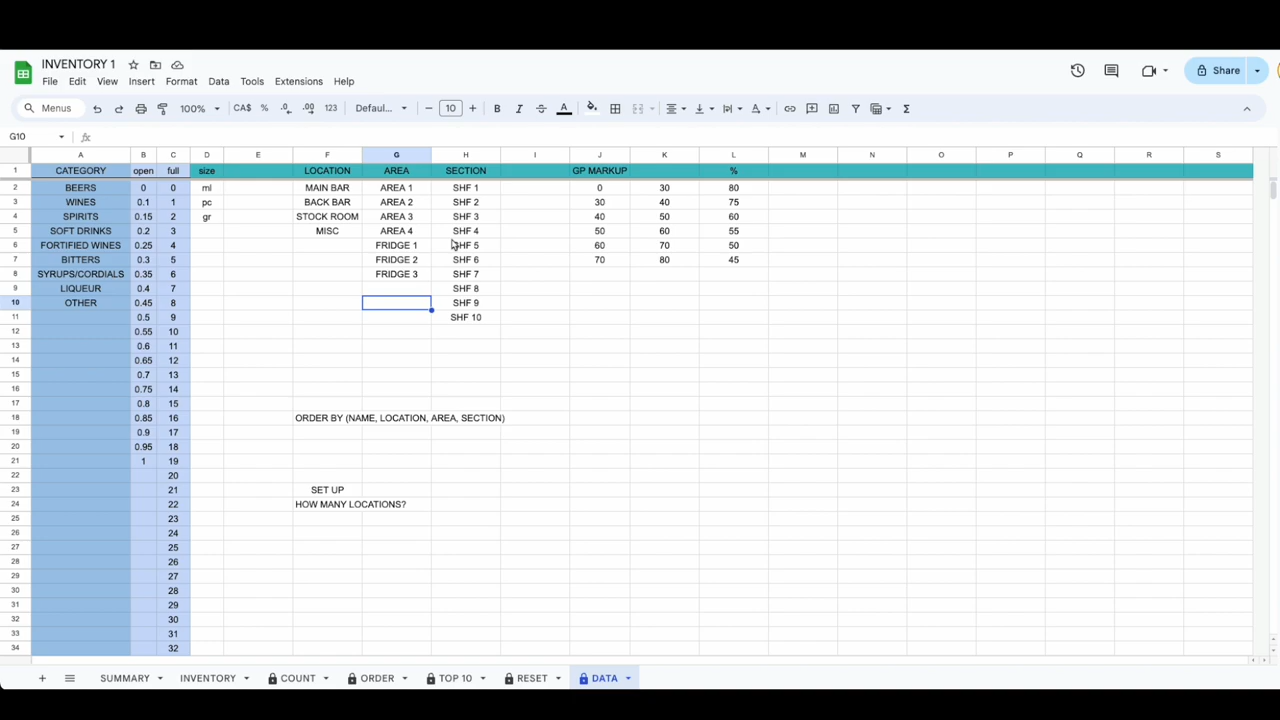 INVENTORY 1
File Edit View Insert Format Data Tools Extensions Help
Share
Menus 100% CA$ % .0 .00 123 Defaul... 10 B I A Σ
G10 fx
A B C D E F G H I J K L M N O P Q R S
1 CATEGORY open full size LOCATION AREA SECTION GP MARKUP %
2 BEERS 0 0 ml MAIN BAR AREA 1 SHF 1 0 30 80
3 WINES 0.1 1 pc BACK BAR AREA 2 SHF 2 30 40 75
4 SPIRITS 0.15 2 gr STOCK ROOM AREA 3 SHF 3 40 50 60
5 SOFT DRINKS 0.2 3 MISC AREA 4 SHF 4 50 60 55
6 FORTIFIED WINES 0.25 4 FRIDGE 1 SHF 5 60 70 50
7 BITTERS 0.3 5 FRIDGE 2 SHF 6 70 80 45
8 SYRUPS/CORDIALS 0.35 6 FRIDGE 3 SHF 7
9 LIQUEUR 0.4 7 SHF 8
10 OTHER 0.45 8 SHF 9
11 0.5 9 SHF 10
12 0.55 10
13 0.6 11
14 0.65 12
15 0.7 13
16 0.75 14
17 0.8 15
18 0.85 16 ORDER BY (NAME, LOCATION, AREA, SECTION)
19 0.9 17
20 0.95 18
21 1 19
22 20
23 21 SET UP
24 22 HOW MANY LOCATIONS?
25 23
26 24
27 25
28 26
29 27
30 28
31 29
32 30
33 31
34 32
SUMMARY INVENTORY COUNT ORDER TOP 10 RESET DATA